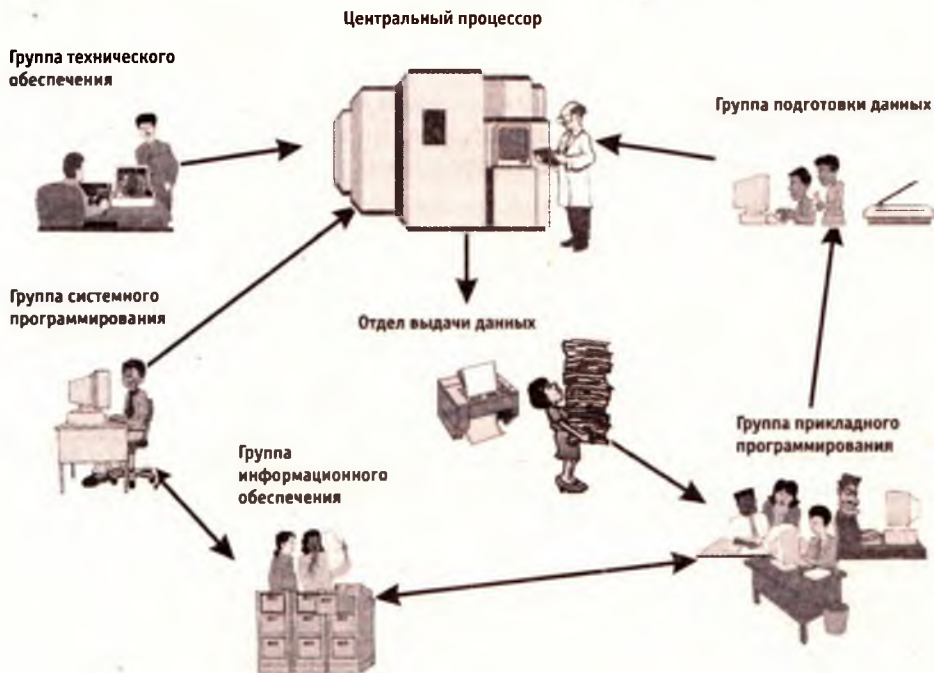 Центральный процессор
Группа технического
обеспечения
Группа подготовки данных
Группа системного
программирования
Отдел выдачи данных
Группа прикладного
программирования
Группа
информационного
обеспечения